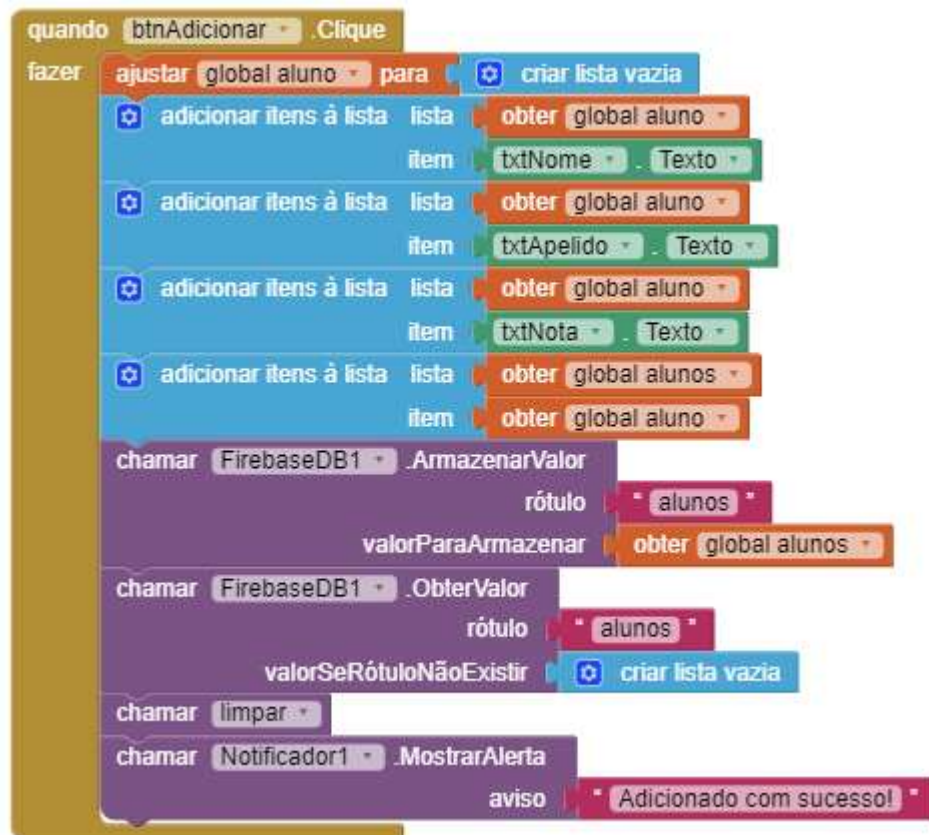 quando btnAdicionar .Clique
fazer ajustar global aluno para criar lista vazia
adicionar itens à lista lista obter global aluno
item txtNome . Texto
adicionar itens à lista lista obter global aluno
item txtApelido . Texto
adicionar itens à lista lista obter global aluno
item txtNota . Texto
adicionar itens à lista lista obter global alunos
item obter global aluno
chamar FirebaseDB1 .ArmazenarValor
rótulo " alunos "
valorParaArmazenar obter global alunos
chamar FirebaseDB1 .ObterValor
rótulo " alunos "
valorSeRótuloNãoExistir criar lista vazia
chamar limpar
chamar Notificador1 .MostrarAlerta
aviso " Adicionado com sucesso! "